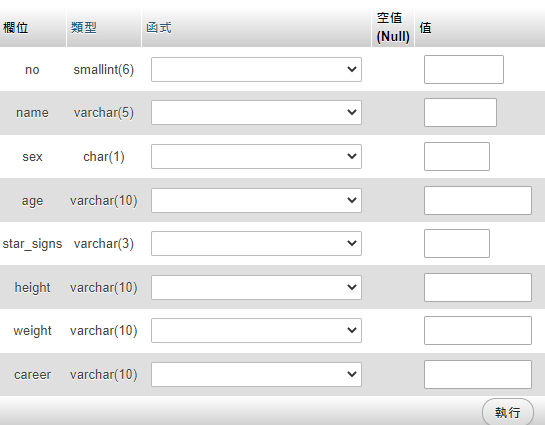 欄位 類型 函式 空值 (Null) 值
no smallint(6)
name varchar(5)
sex char(1)
age varchar(10)
star_signs varchar(3)
height varchar(10)
weight varchar(10)
career varchar(10)
執行